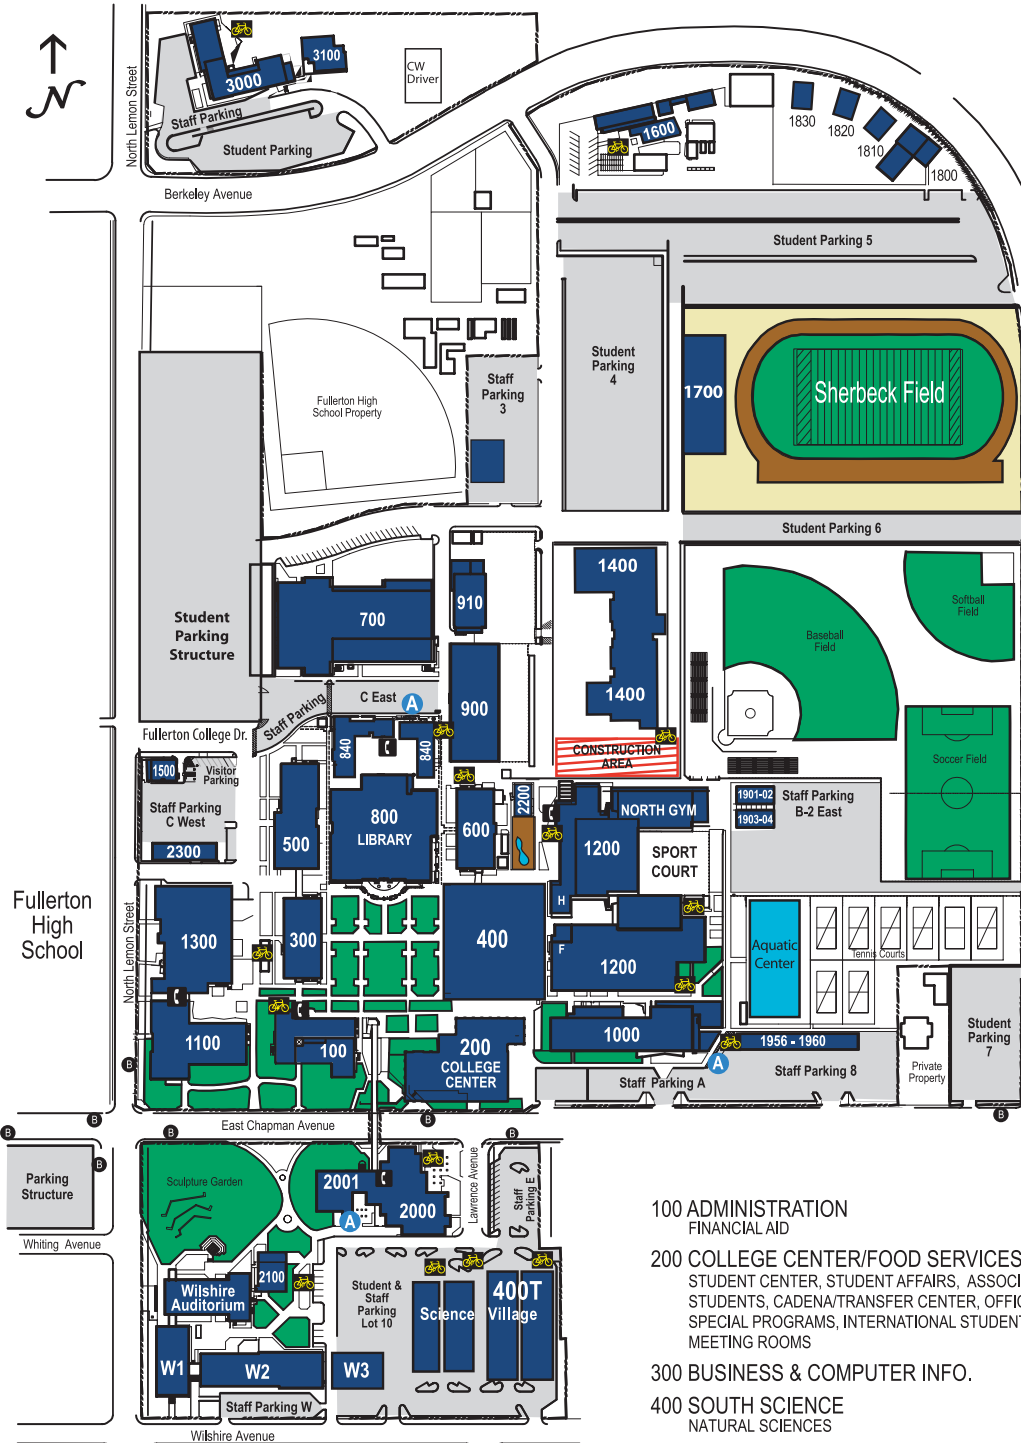 N
North Lemon Street
3000
3100
CW
Driver
Staff Parking
Student Parking
Berkeley Avenue
1600
1830
1820
1810
1800
Student Parking 5
Student
Parking
4
Staff
Parking
3
1700
Sherbeck Field
Fullerton High
School Property
Student Parking 6
Student
Parking
Structure
700
910
1400
1400
Softball
Field
Baseball
Field
C East
A
Staff Parking
900
Fullerton College Dr.
840
840
CONSTRUCTION
AREA
Soccer Field
1500
Visitor
Parking
Staff Parking
C West
2300
500
800
LIBRARY
600
2200
NORTH GYM
1200
SPORT
COURT
H
1901-02
1903-04
Staff Parking
B-2 East
Fullerton
High
School
North Lemon Street
1300
300
400
F
1200
Aquatic
Center
Tennis Courts
1100
100
200
COLLEGE
CENTER
1000
1956 - 1960
A
Staff Parking A
Staff Parking 8
Private
Property
Student
Parking
7
B
B
B
B
East Chapman Avenue
B
B
B
B
Parking
Structure
Whiting Avenue
Sculpture Garden
2001
2000
A
Lawrence Avenue
Staff
Parking E
Wilshire
Auditorium
2100
Student &
Staff
Parking
Lot 10
Science
400T
Village
W1
W2
W3
Staff Parking W
Wilshire Avenue
100 ADMINISTRATION
FINANCIAL AID
200 COLLEGE CENTER/FOOD SERVICES
STUDENT CENTER, STUDENT AFFAIRS, ASSOCI
STUDENTS, CADENA/TRANSFER CENTER, OFFIC
SPECIAL PROGRAMS, INTERNATIONAL STUDENT
MEETING ROOMS
300 BUSINESS & COMPUTER INFO.
400 SOUTH SCIENCE
NATURAL SCIENCES